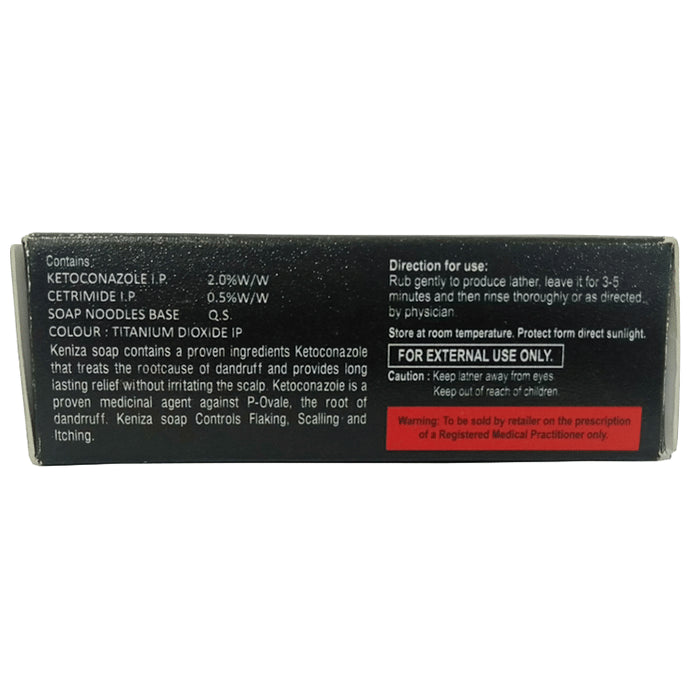 Contains:
KETOCONAZOLE I.P. 2.0%W/W
CETRIMIDE I.P. 0.5%W/W
SOAP NOODLES BASE Q.S.
COLOUR : TITANIUM DIOXIDE IP
Keniza soap contains a proven ingredients Ketoconazole
that treats the rootcause of dandruff and provides long
lasting relief without irritating the scalp. Ketoconazole is a
proven medicinal agent against P-Ovale, the root of
dandrruff. Keniza soap Controls Flaking, Scalling and
Itching.
Direction for use:
Rub gently to produce lather, leave it for 3-5
minutes and then rinse thoroughly or as directed
by physician.
Store at room temperature. Protect form direct sunlight.
FOR EXTERNAL USE ONLY.
Caution : Keep lather away from eyes.
Keep out of reach of children.
Warning: To be sold by retailer on the prescription
of a Registered Medical Practitioner only.